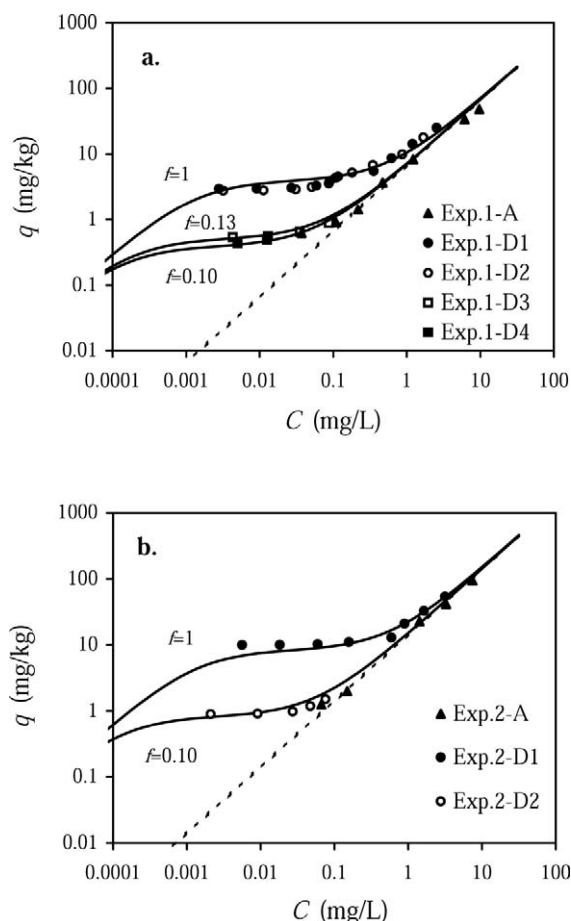 a.
1000
100
10
1
0.1
0.01
q (mg/kg)
f=1
f=0.13
f=0.10
Exp.1-A
Exp.1-D1
Exp.1-D2
Exp.1-D3
Exp.1-D4
0.0001 0.001 0.01 0.1 1 10 100
C (mg/L)
b.
1000
100
10
1
0.1
0.01
q (mg/kg)
f=1
f=0.10
Exp.2-A
Exp.2-D1
Exp.2-D2
0.0001 0.001 0.01 0.1 1 10 100
C (mg/L)